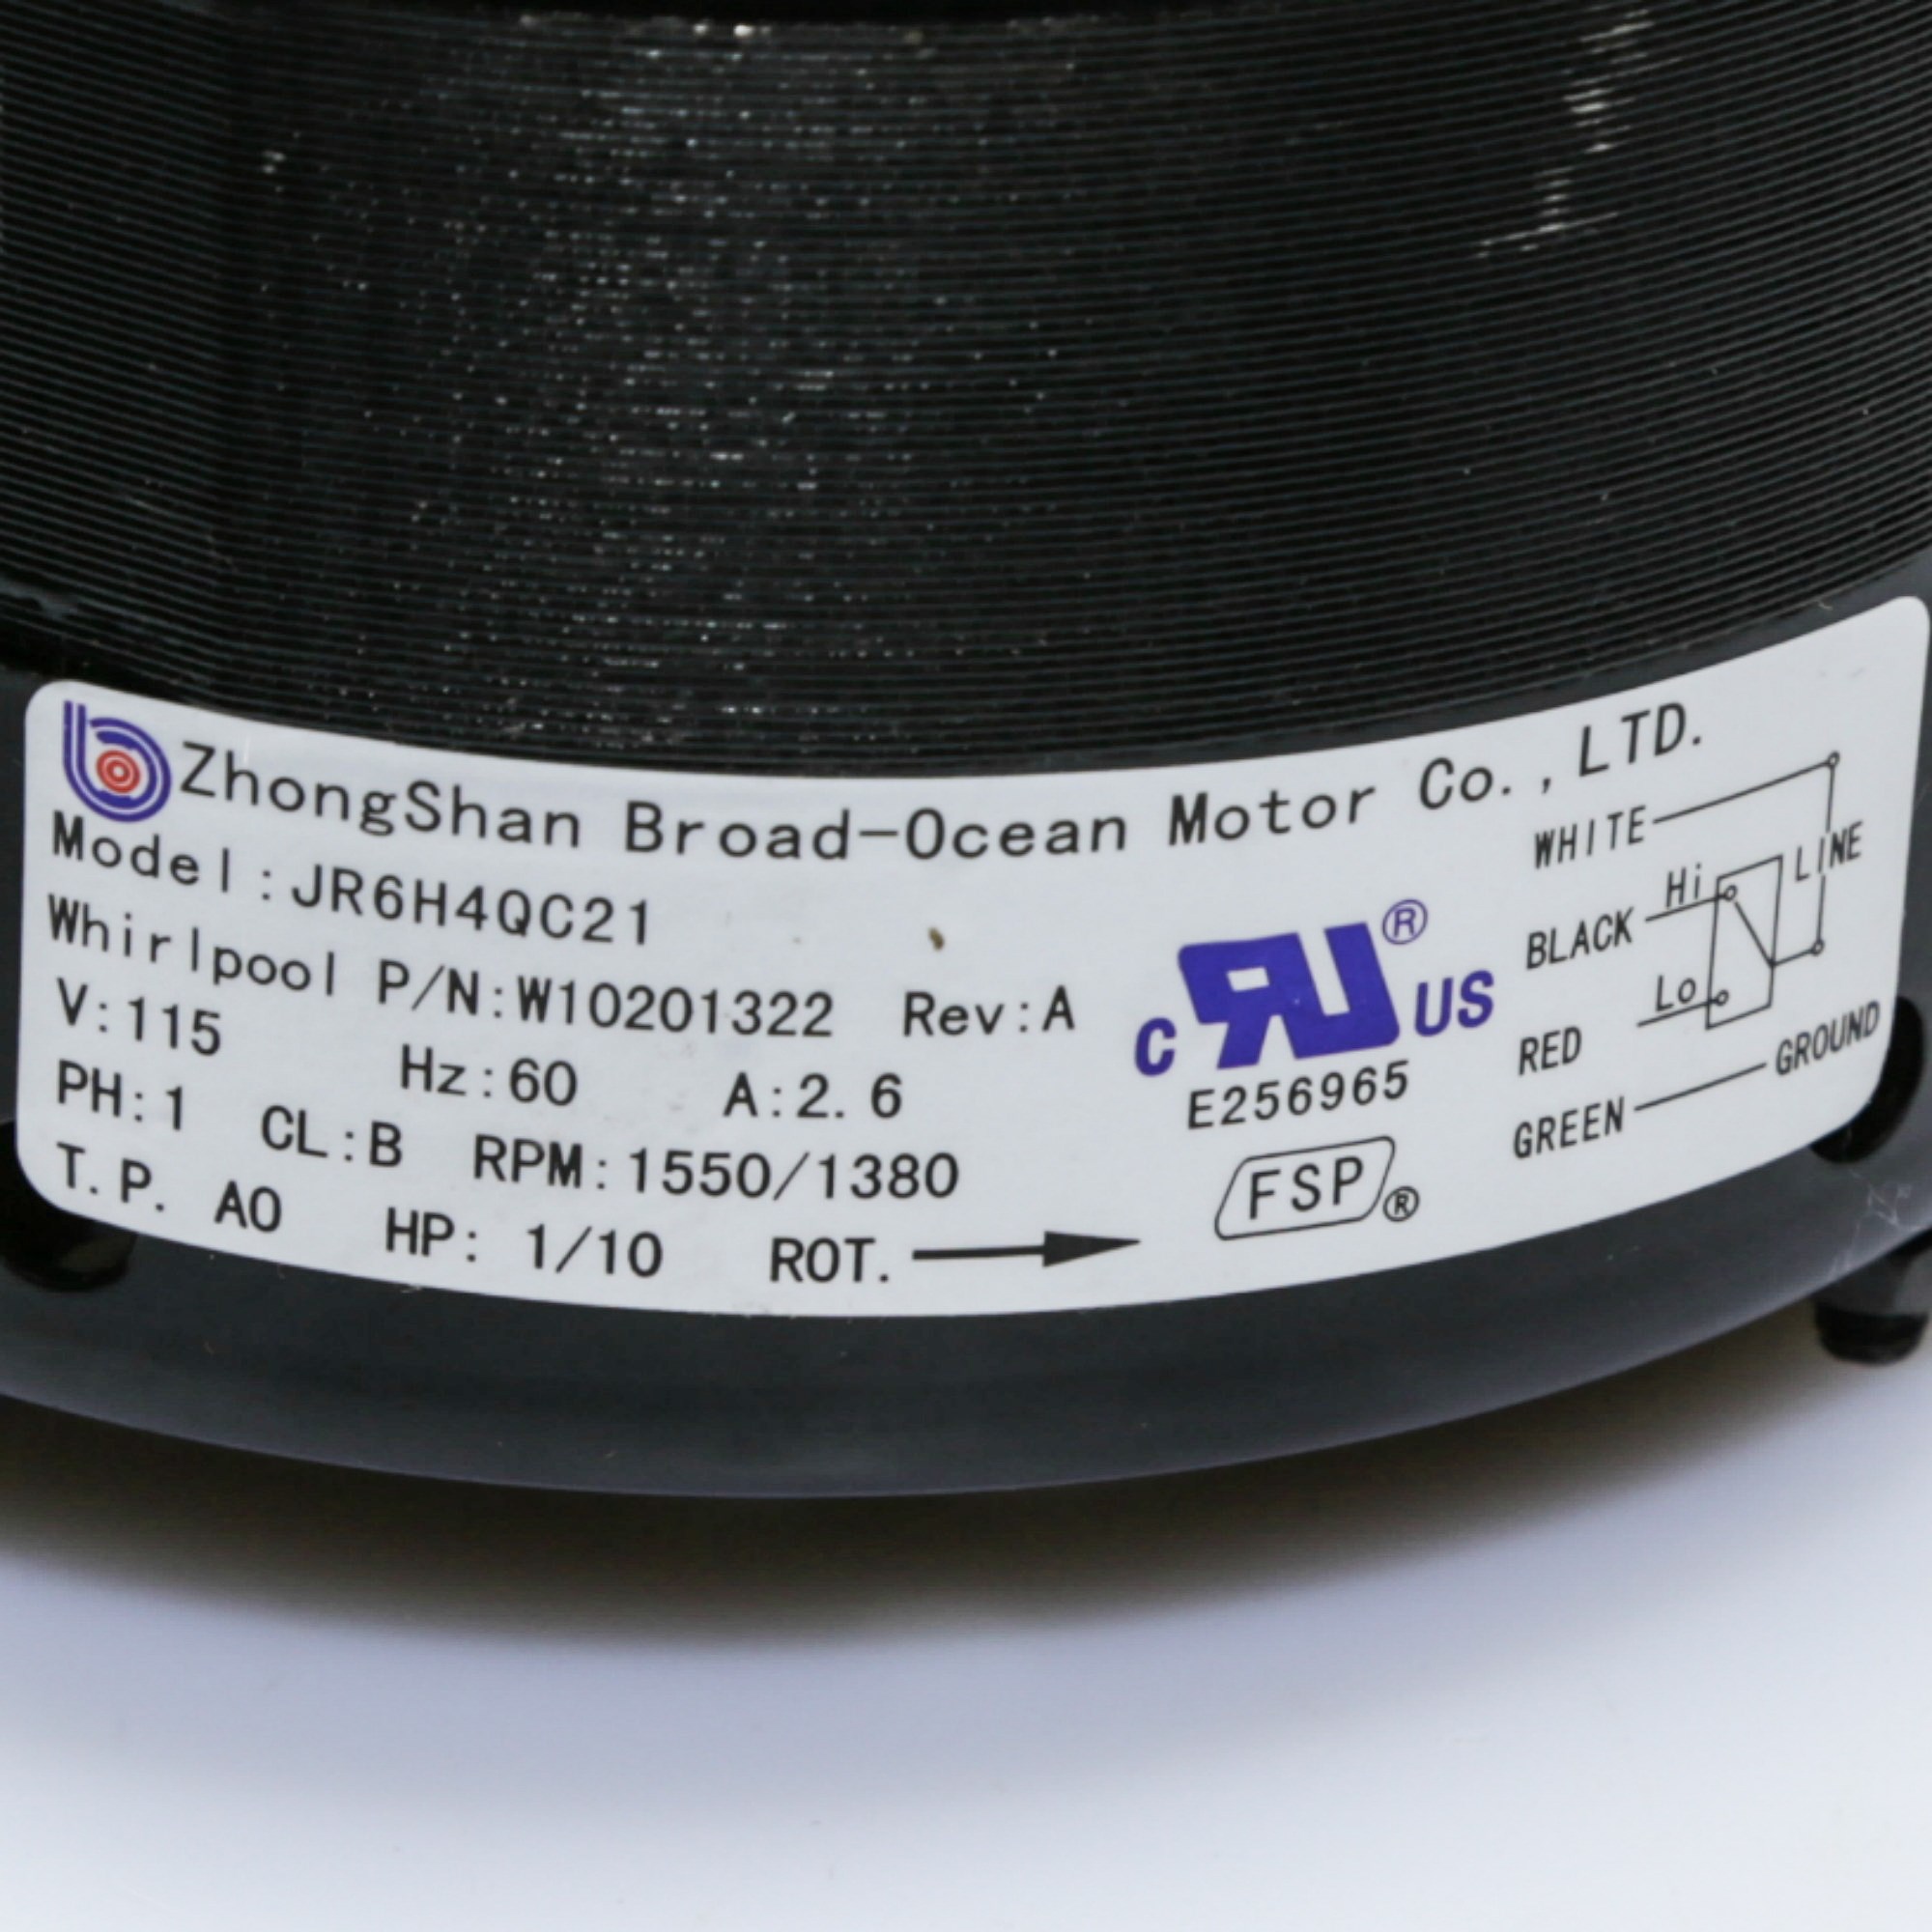 ZhongShan Broad-Ocean Motor Co., LTD.
Model:JR6H4QC21
Whirlpool P/N:W10201322 Rev:A
V:115 Hz:60 A:2.6
PH:1 CL:B RPM:1550/1380
T.P. AO HP: 1/10 ROT.
C RU ® US
E256965
FSP ®
WHITE
BLACK Hi LINE
RED Lo
GREEN GROUND